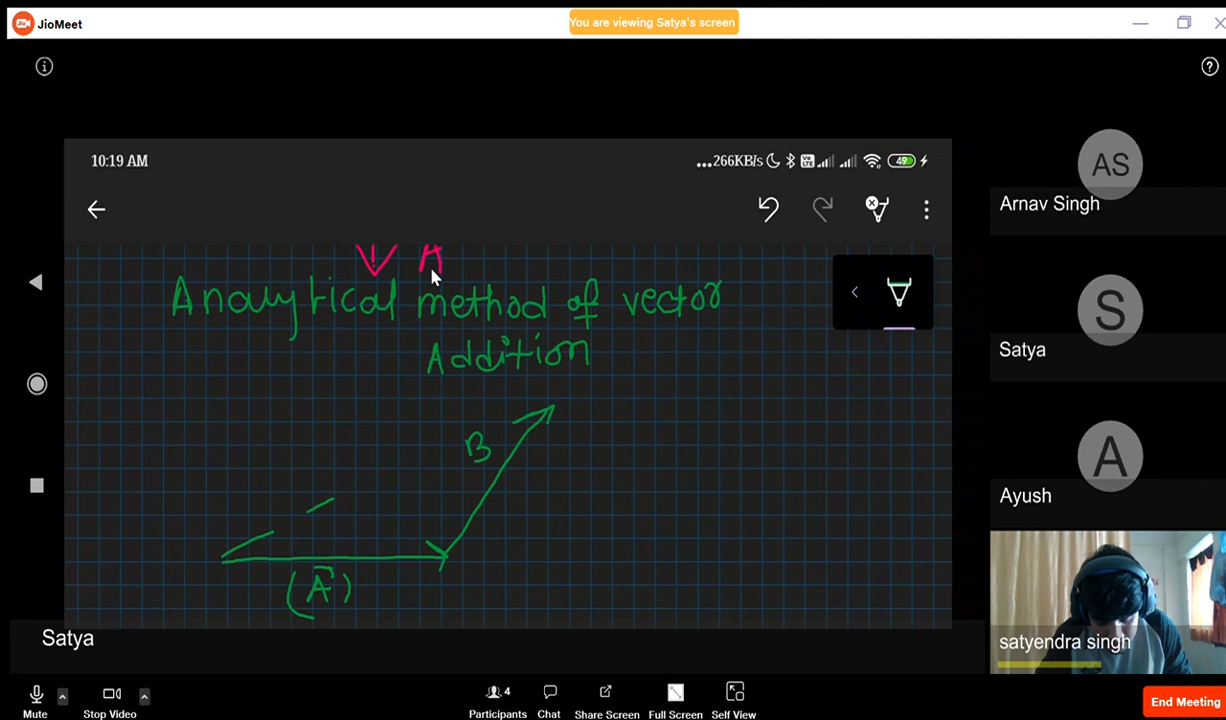 JioMeet
You are viewing Satya's screen
10:19 AM
...266KB/s
49
A
Analytical method of vector
Addition
B
(A⃗)
AS
Arnav Singh
S
Satya
A
Ayush
satyendra singh
Satya
Mute
Stop Video
4
Participants
Chat
Share Screen
Full Screen
Self View
End Meeting